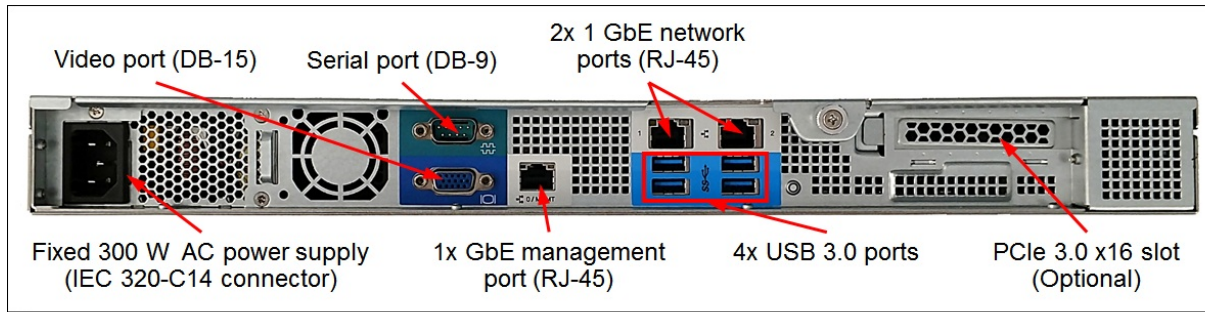 2x 1 GbE network
ports (RJ-45)
Video port (DB-15)
Serial port (DB-9)
1
2
Fixed 300 W AC power supply
(IEC 320-C14 connector)
1x GbE management
port (RJ-45)
4x USB 3.0 ports
PCIe 3.0 x16 slot
(Optional)